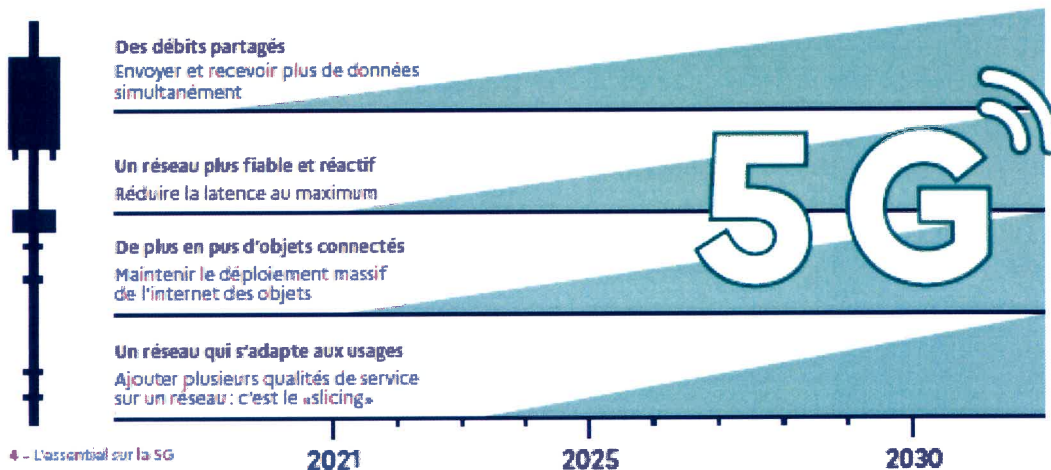 Des débits partagés
Envoyer et recevoir plus de données
simultanément
Un réseau plus fiable et réactif
Réduire la latence au maximum
De plus en pus d'objets connectés
Maintenir le déploiement massif
de l'internet des objets
Un réseau qui s'adapte aux usages
Ajouter plusieurs qualités de service
sur un réseau : c'est le «slicing»
5G
2021 2025 2030
4 - L'essentiel sur la 5G